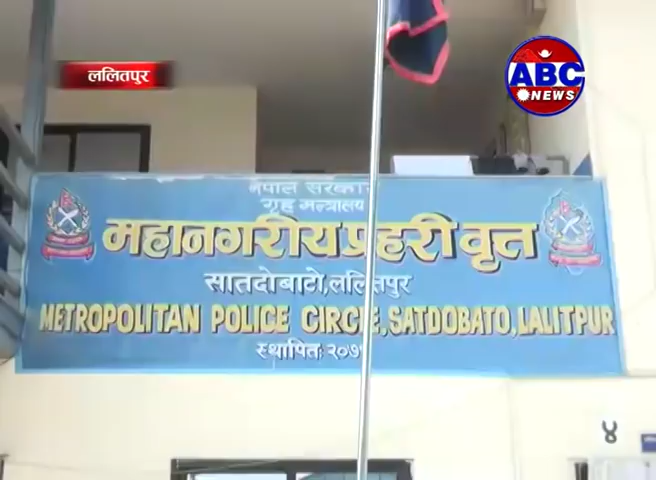 ललितपुर
ABC
NEWS
नेपाल सरकार
गृह मन्त्रालय
महानगरीय प्रहरी वृत्त
सातदोबाटो, ललितपुर
METROPOLITAN POLICE CIRCLE, SATDOBATO, LALITPUR
स्थापित:
४